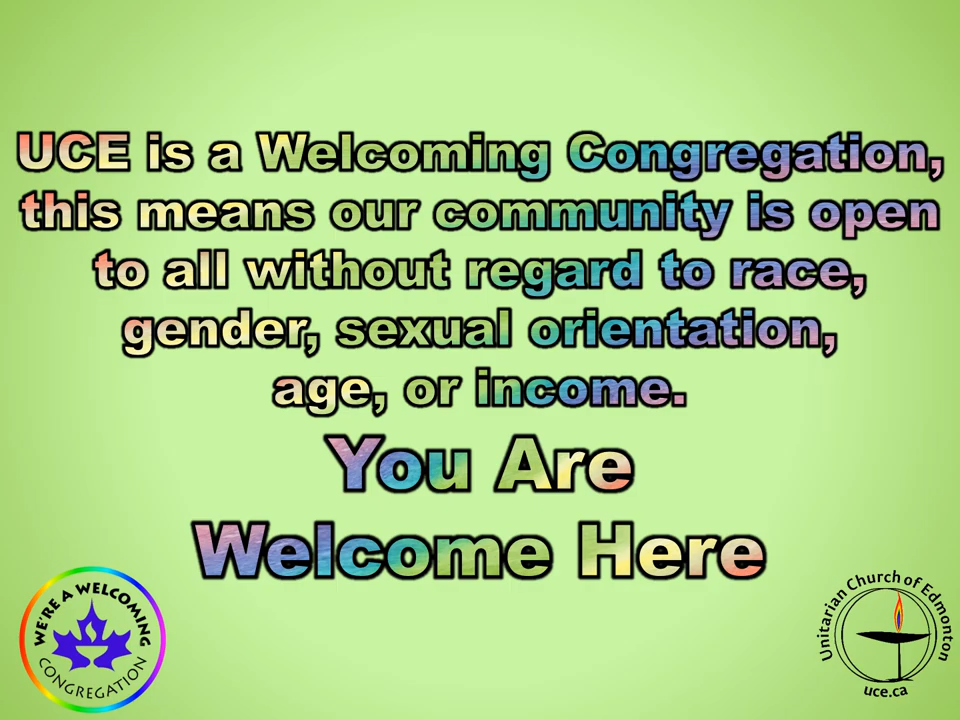 UCE is a Welcoming Congregation,
this means our community is open
to all without regard to race,
gender, sexual orientation,
age, or income.
You Are
Welcome Here
WE'RE A WELCOMING
CONGREGATION
Unitarian Church of Edmonton
uce.ca